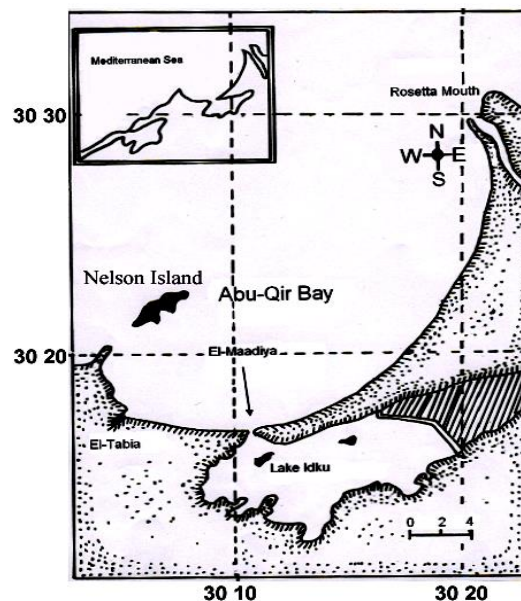 Mediterranean Sea
Rosetta Mouth
30 30
N
W E
S
Nelson Island
Abu-Qir Bay
30 20
El-Maadiya
El-Tabia
Lake Idku
0 2 4
30 10
30 20